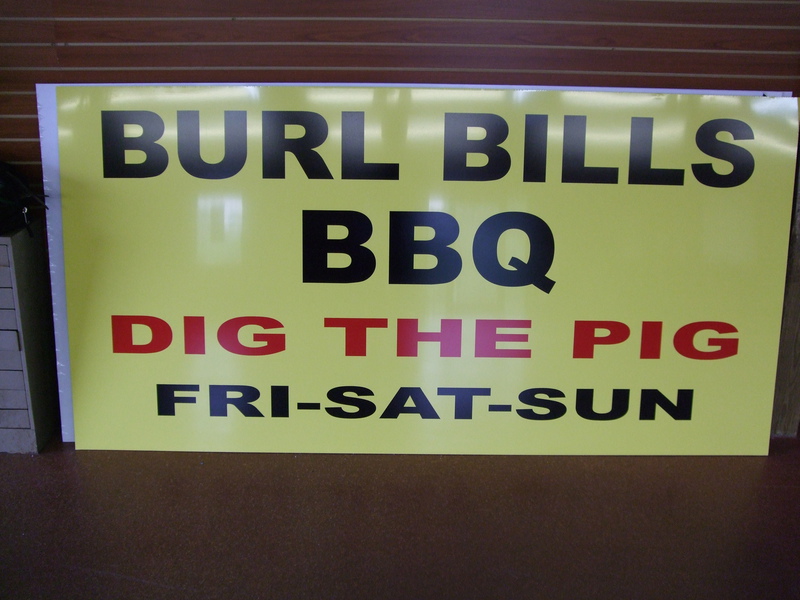 BURL BILLS
BBQ
DIG THE PIG
FRI-SAT-SUN